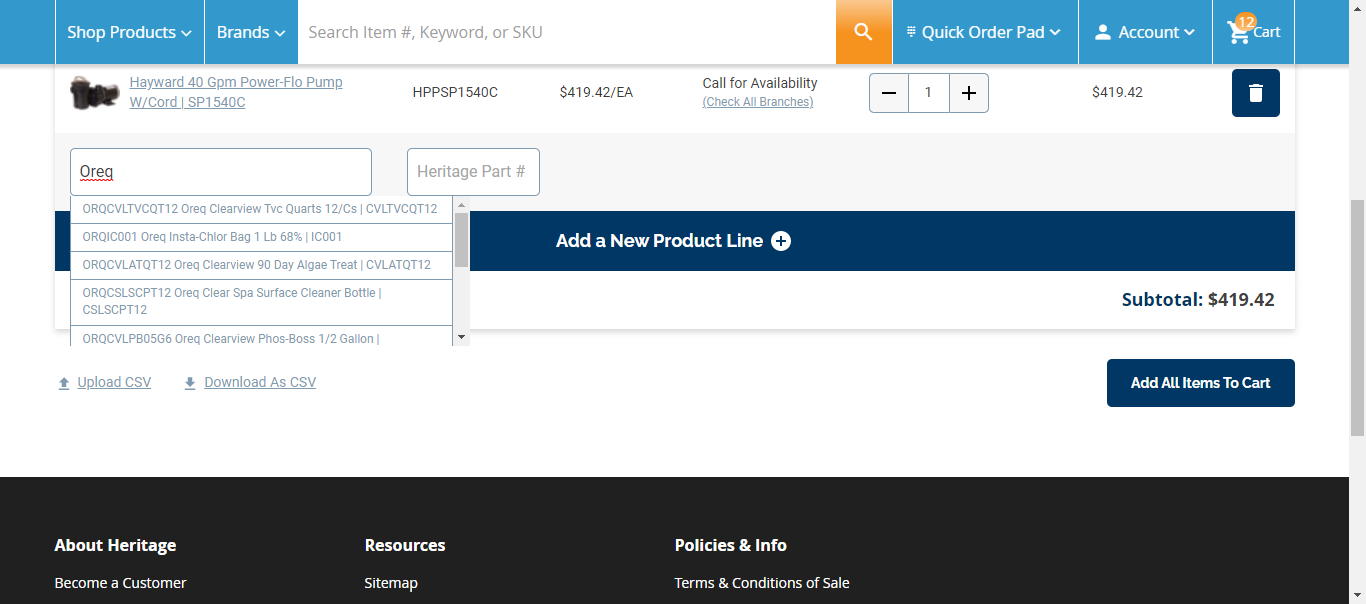 Shop Products
Brands
Search Item #, Keyword, or SKU
Quick Order Pad
Account
12
Cart
Hayward 40 Gpm Power-Flo Pump
W/Cord | SP1540C
HPPSP1540C
$419.42/EA
Call for Availability
(Check All Branches)
1
$419.42
Oreq
Heritage Part #
ORQCVLTVCQT12 Oreq Clearview Tvc Quarts 12/Cs | CVLTVCQT12
ORQIC001 Oreq Insta-Chlor Bag 1 Lb 68% | IC001
ORQCVLATQT12 Oreq Clearview 90 Day Algae Treat | CVLATQT12
ORQCSLSCPT12 Oreq Clear Spa Surface Cleaner Bottle |
CSLSCPT12
ORQCVLPB05G6 Oreq Clearview Phos-Boss 1/2 Gallon |
Add a New Product Line
Subtotal: $419.42
Upload CSV
Download As CSV
Add All Items To Cart
About Heritage
Resources
Policies & Info
Become a Customer
Sitemap
Terms & Conditions of Sale